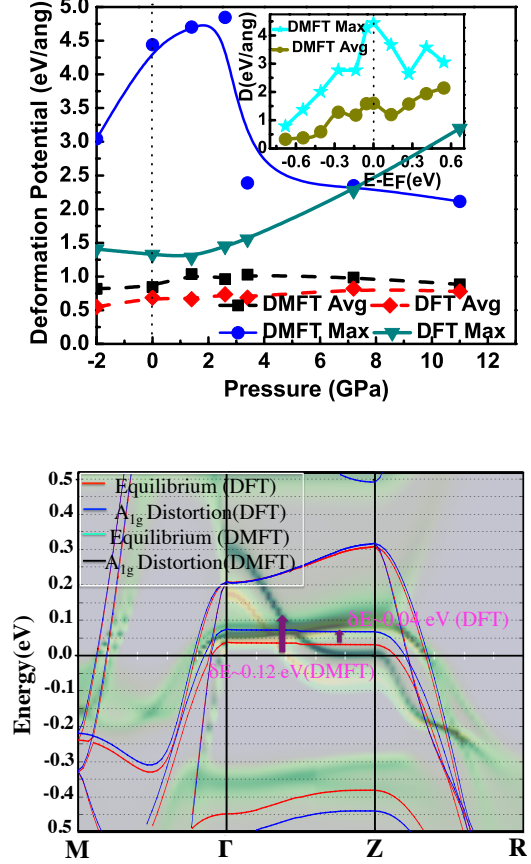 5.0
4.5
4.0
3.5
3.0
2.5
2.0
1.5
1.0
0.5
0.0
Deformation Potential (eV/ang)
-2
0
2
4
6
8
10
12
Pressure (GPa)
DMFT Avg
DFT Avg
DMFT Max
DFT Max
DMFT Max
DMFT Avg
D(eV/ang)
4
3
2
1
0
-0.6
-0.3
0.0
0.3
0.6
E-EF(eV)
0.5
0.4
0.3
0.2
0.1
0.0
-0.1
-0.2
-0.3
-0.4
0.5
Energy(eV)
Equilibrium (DFT)
A1g Distortion(DFT)
Equilibrium (DMFT)
A1g Distortion(DMFT)
δE~0.04 eV (DFT)
δE~0.12 eV(DMFT)
M
Γ
Z
R